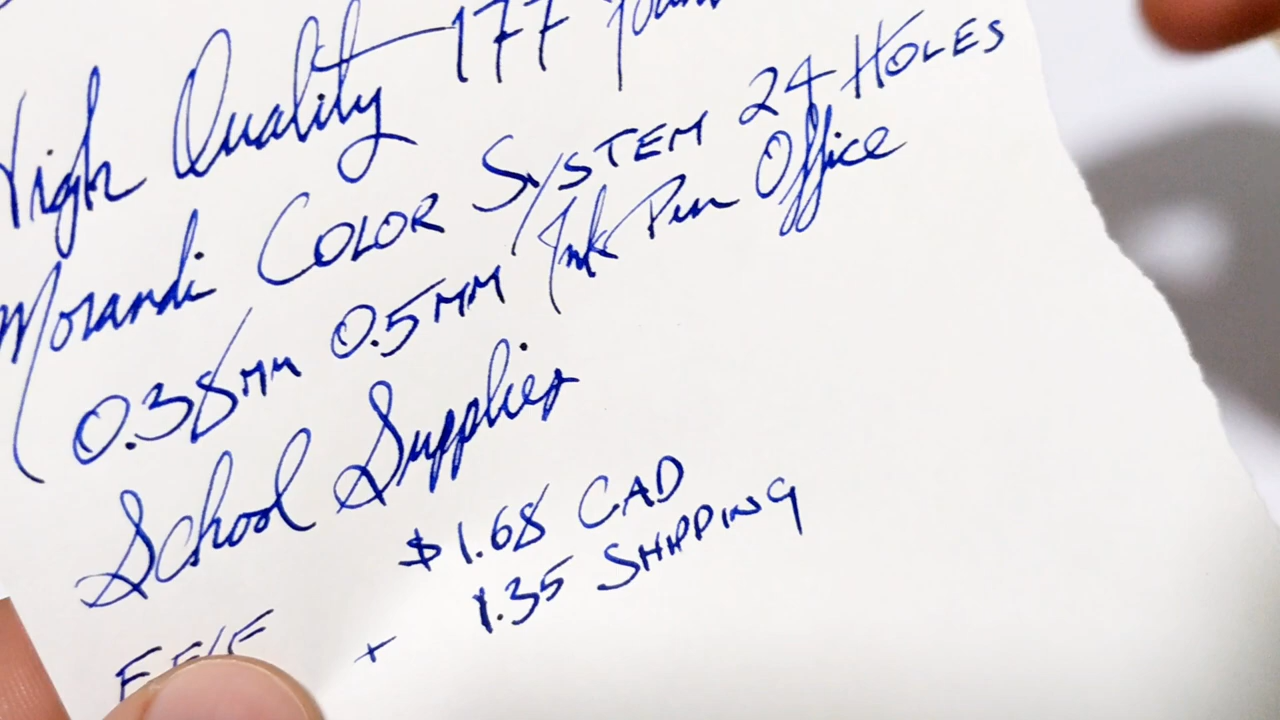 High Quality 177
Morandi COLOR SYSTEM 24 HOLES
0.38MM 0.5MM Ink Pen Office
School Supplies
$1.68 CAD
+ 1.35 SHIPPING